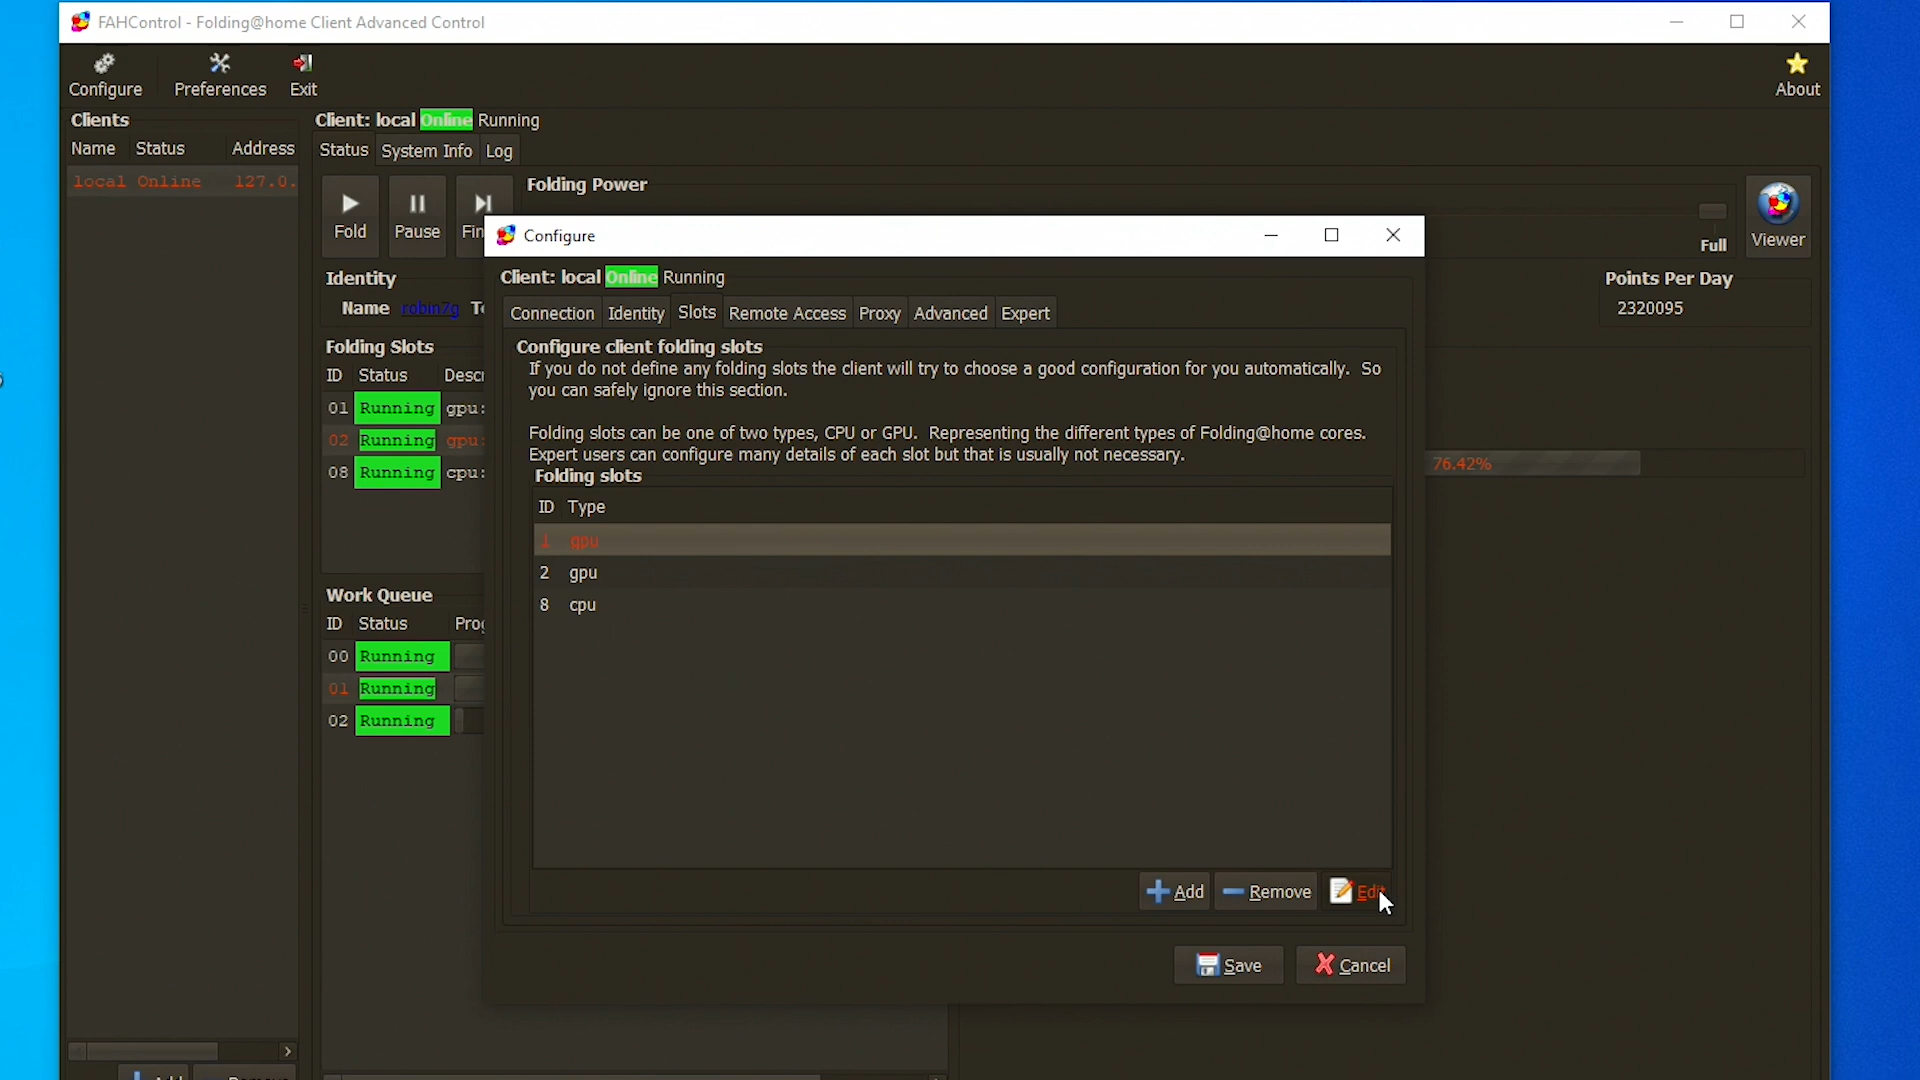 FAHControl - Folding@home Client Advanced Control
Configure
Preferences
Exit
About
Clients
Name Status Address
local Online 127.0.
Client: local Online Running
Status System Info Log
Fold
Pause
Folding Power
Full
Viewer
Identity
Name robin7g
Points Per Day
2320095
Folding Slots
ID Status
01 Running gpu:
02 Running gpu:
08 Running cpu:
76.42%
Work Queue
ID Status
00 Running
01 Running
02 Running
Configure
Client: local Online Running
Connection Identity Slots Remote Access Proxy Advanced Expert
Configure client folding slots
If you do not define any folding slots the client will try to choose a good configuration for you automatically. So
you can safely ignore this section.
Folding slots can be one of two types, CPU or GPU. Representing the different types of Folding@home cores.
Expert users can configure many details of each slot but that is usually not necessary.
Folding slots
ID Type
1 gpu
2 gpu
8 cpu
Add
Remove
Edit
Save
Cancel